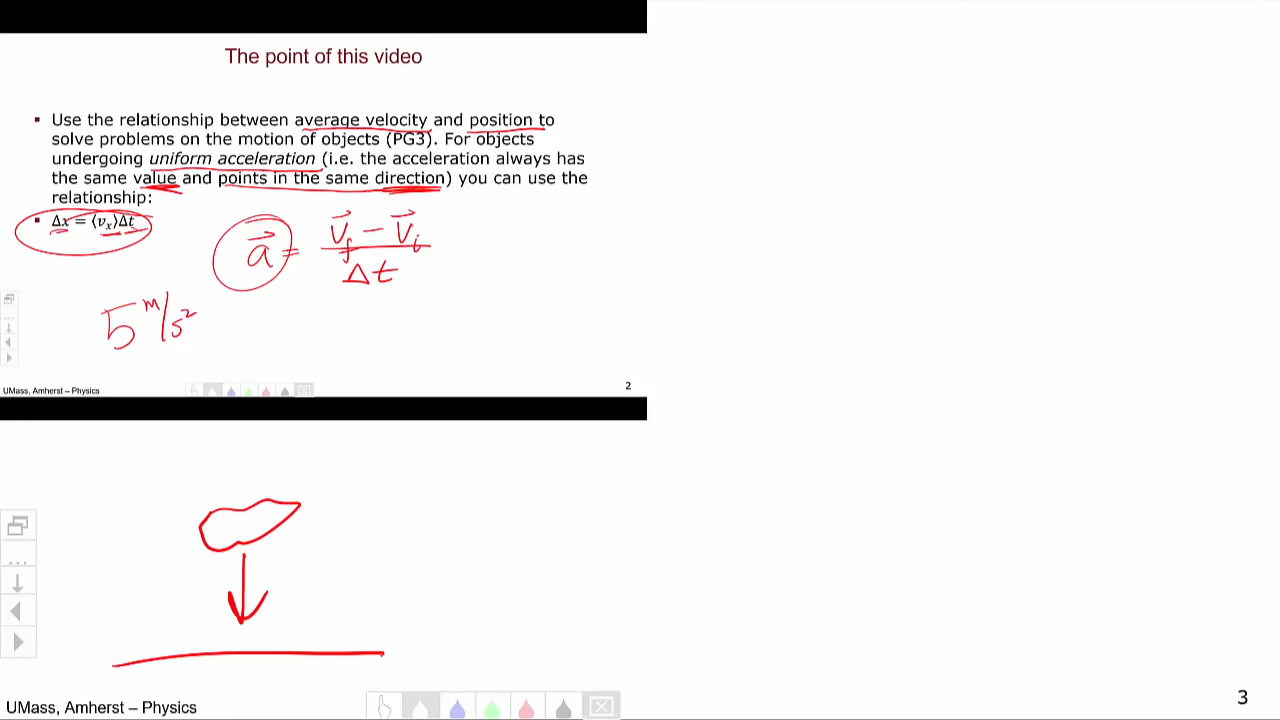 The point of this video
▪ Use the relationship between average velocity and position to
solve problems on the motion of objects (PG3). For objects
undergoing uniform acceleration (i.e. the acceleration always has
the same value and points in the same direction) you can use the
relationship:
▪ Δx = ⟨vₓ⟩Δt
a⃗ = (v⃗f − v⃗i) / Δt
5 m/s²
UMass, Amherst – Physics
2
UMass, Amherst – Physics
3